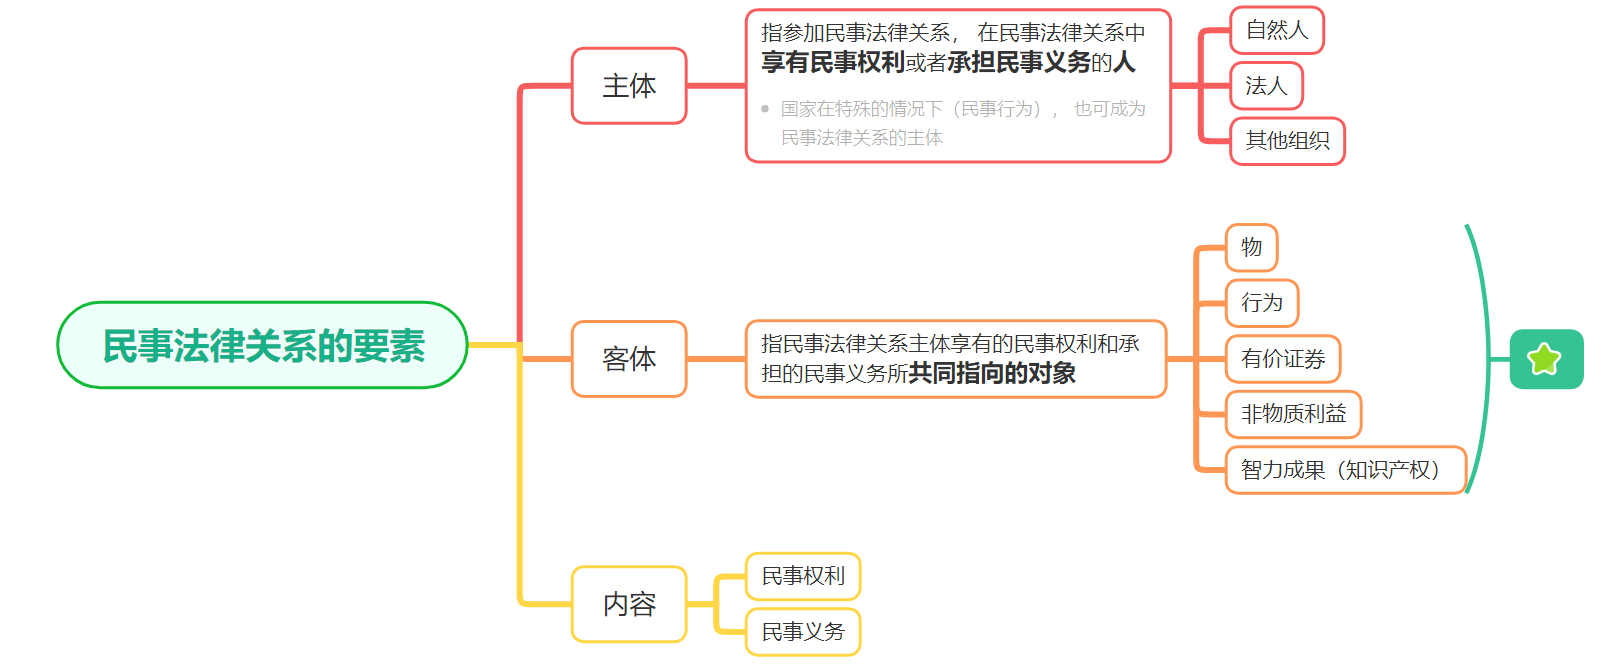 民事法律关系的要素
主体
指参加民事法律关系， 在民事法律关系中
享有民事权利或者承担民事义务的人
国家在特殊的情况下（民事行为）， 也可成为
民事法律关系的主体
自然人
法人
其他组织
客体
指民事法律关系主体享有的民事权利和承
担的民事义务所共同指向的对象
物
行为
有价证券
非物质利益
智力成果（知识产权）
内容
民事权利
民事义务